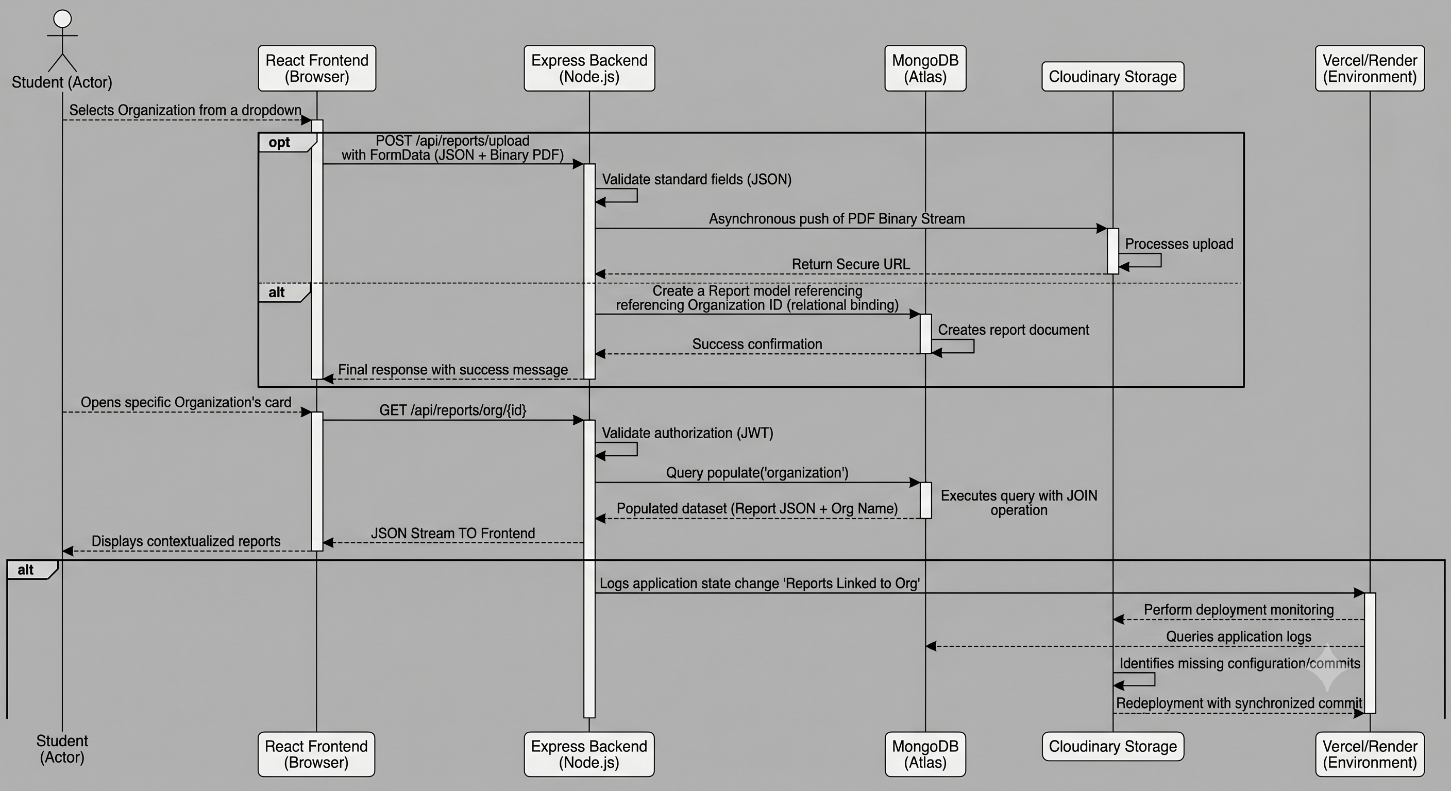 Student (Actor)
React Frontend
(Browser)
Express Backend
(Node.js)
MongoDB
(Atlas)
Cloudinary Storage
Vercel/Render
(Environment)
Selects Organization from a dropdown
opt
POST /api/reports/upload
with FormData (JSON + Binary PDF)
Validate standard fields (JSON)
Asynchronous push of PDF Binary Stream
Processes upload
Return Secure URL
alt
Create a Report model referencing
referencing Organization ID (relational binding)
Creates report document
Success confirmation
Final response with success message
Opens specific Organization's card
GET /api/reports/org/{id}
Validate authorization (JWT)
Query populate('organization')
Executes query with JOIN
operation
Populated dataset (Report JSON + Org Name)
JSON Stream TO Frontend
Displays contextualized reports
alt
Logs application state change 'Reports Linked to Org'
Perform deployment monitoring
Queries application logs
Identifies missing configuration/commits
Redeployment with synchronized commit
Student
(Actor)
React Frontend
(Browser)
Express Backend
(Node.js)
MongoDB
(Atlas)
Cloudinary Storage
Vercel/Render
(Environment)